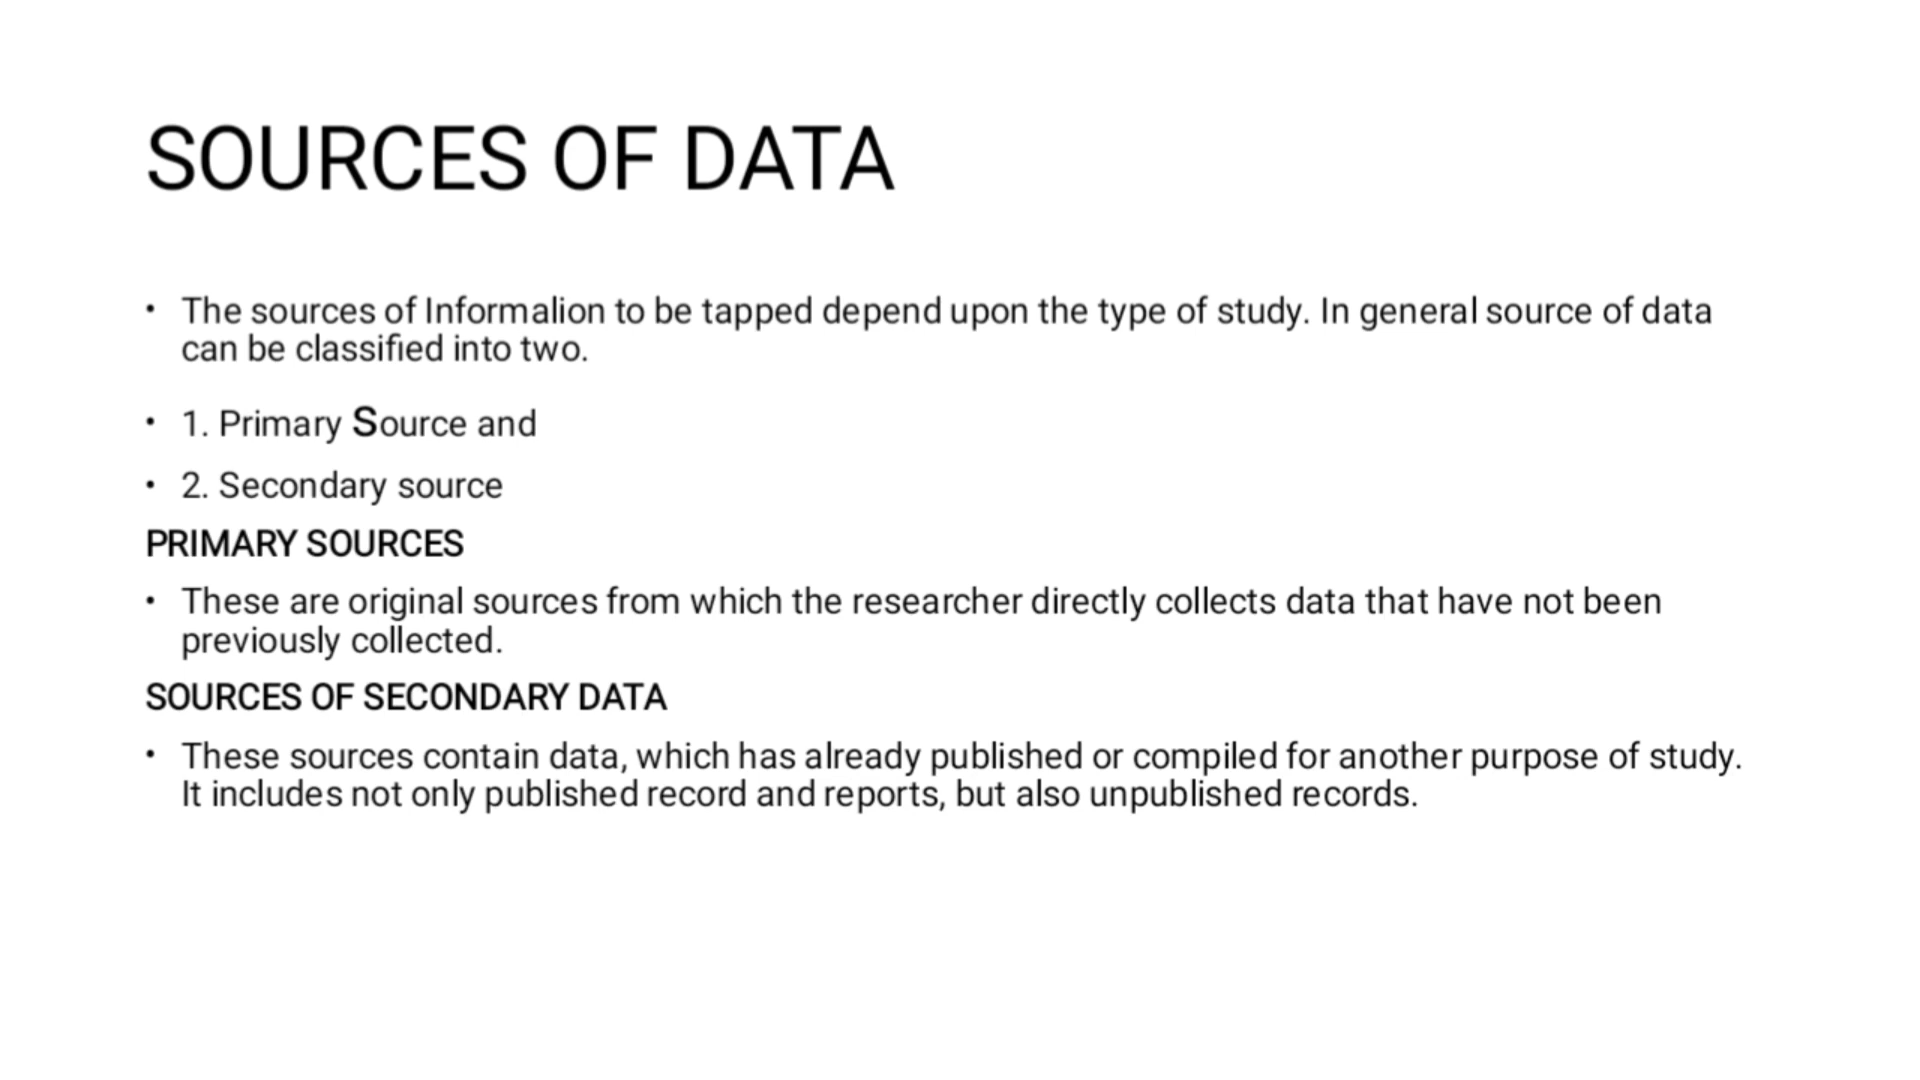 SOURCES OF DATA
• The sources of Informalion to be tapped depend upon the type of study. In general source of data
can be classified into two.
• 1. Primary Source and
• 2. Secondary source
PRIMARY SOURCES
• These are original sources from which the researcher directly collects data that have not been
previously collected.
SOURCES OF SECONDARY DATA
• These sources contain data, which has already published or compiled for another purpose of study.
It includes not only published record and reports, but also unpublished records.